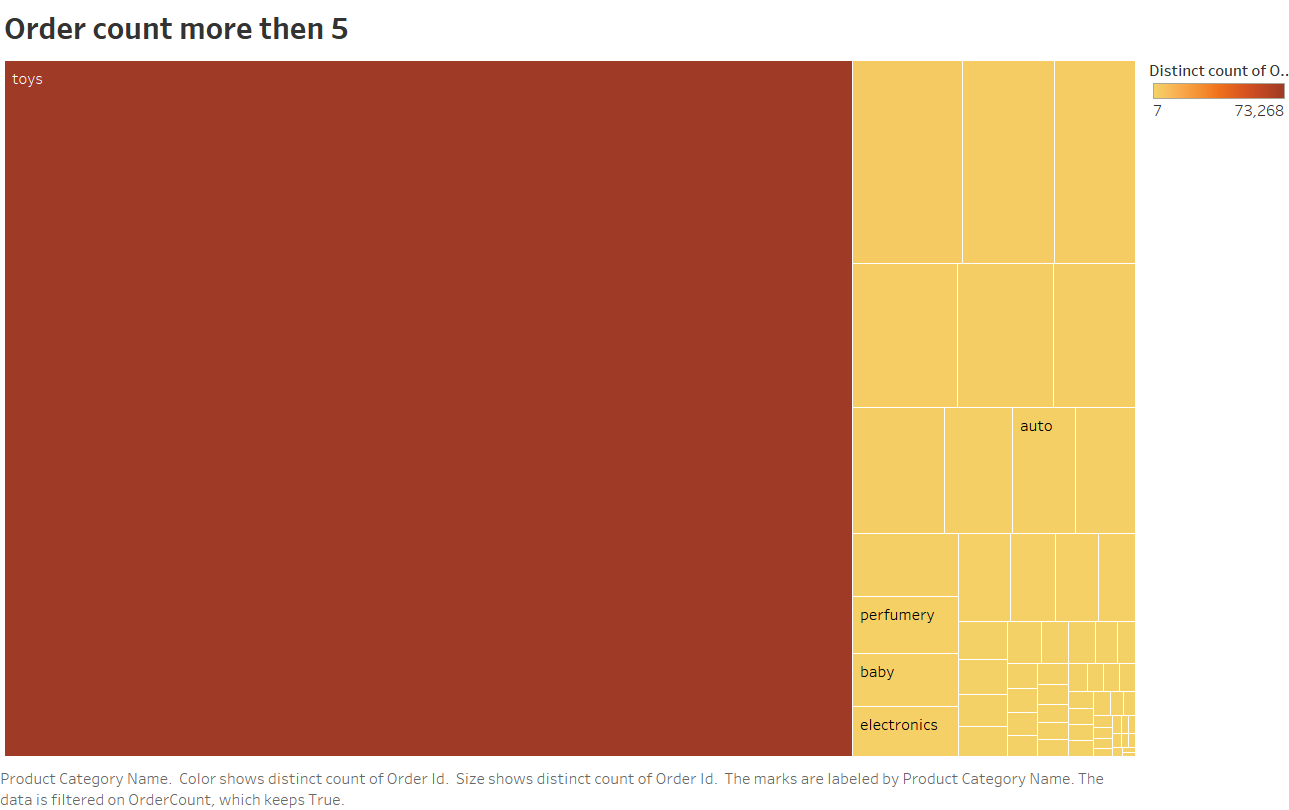 Order count more then 5
toys
auto
perfumery
baby
electronics
Distinct count of O..
7 73,268
Product Category Name.  Color shows distinct count of Order Id.  Size shows distinct count of Order Id.  The marks are labeled by Product Category Name. The
data is filtered on OrderCount, which keeps True.